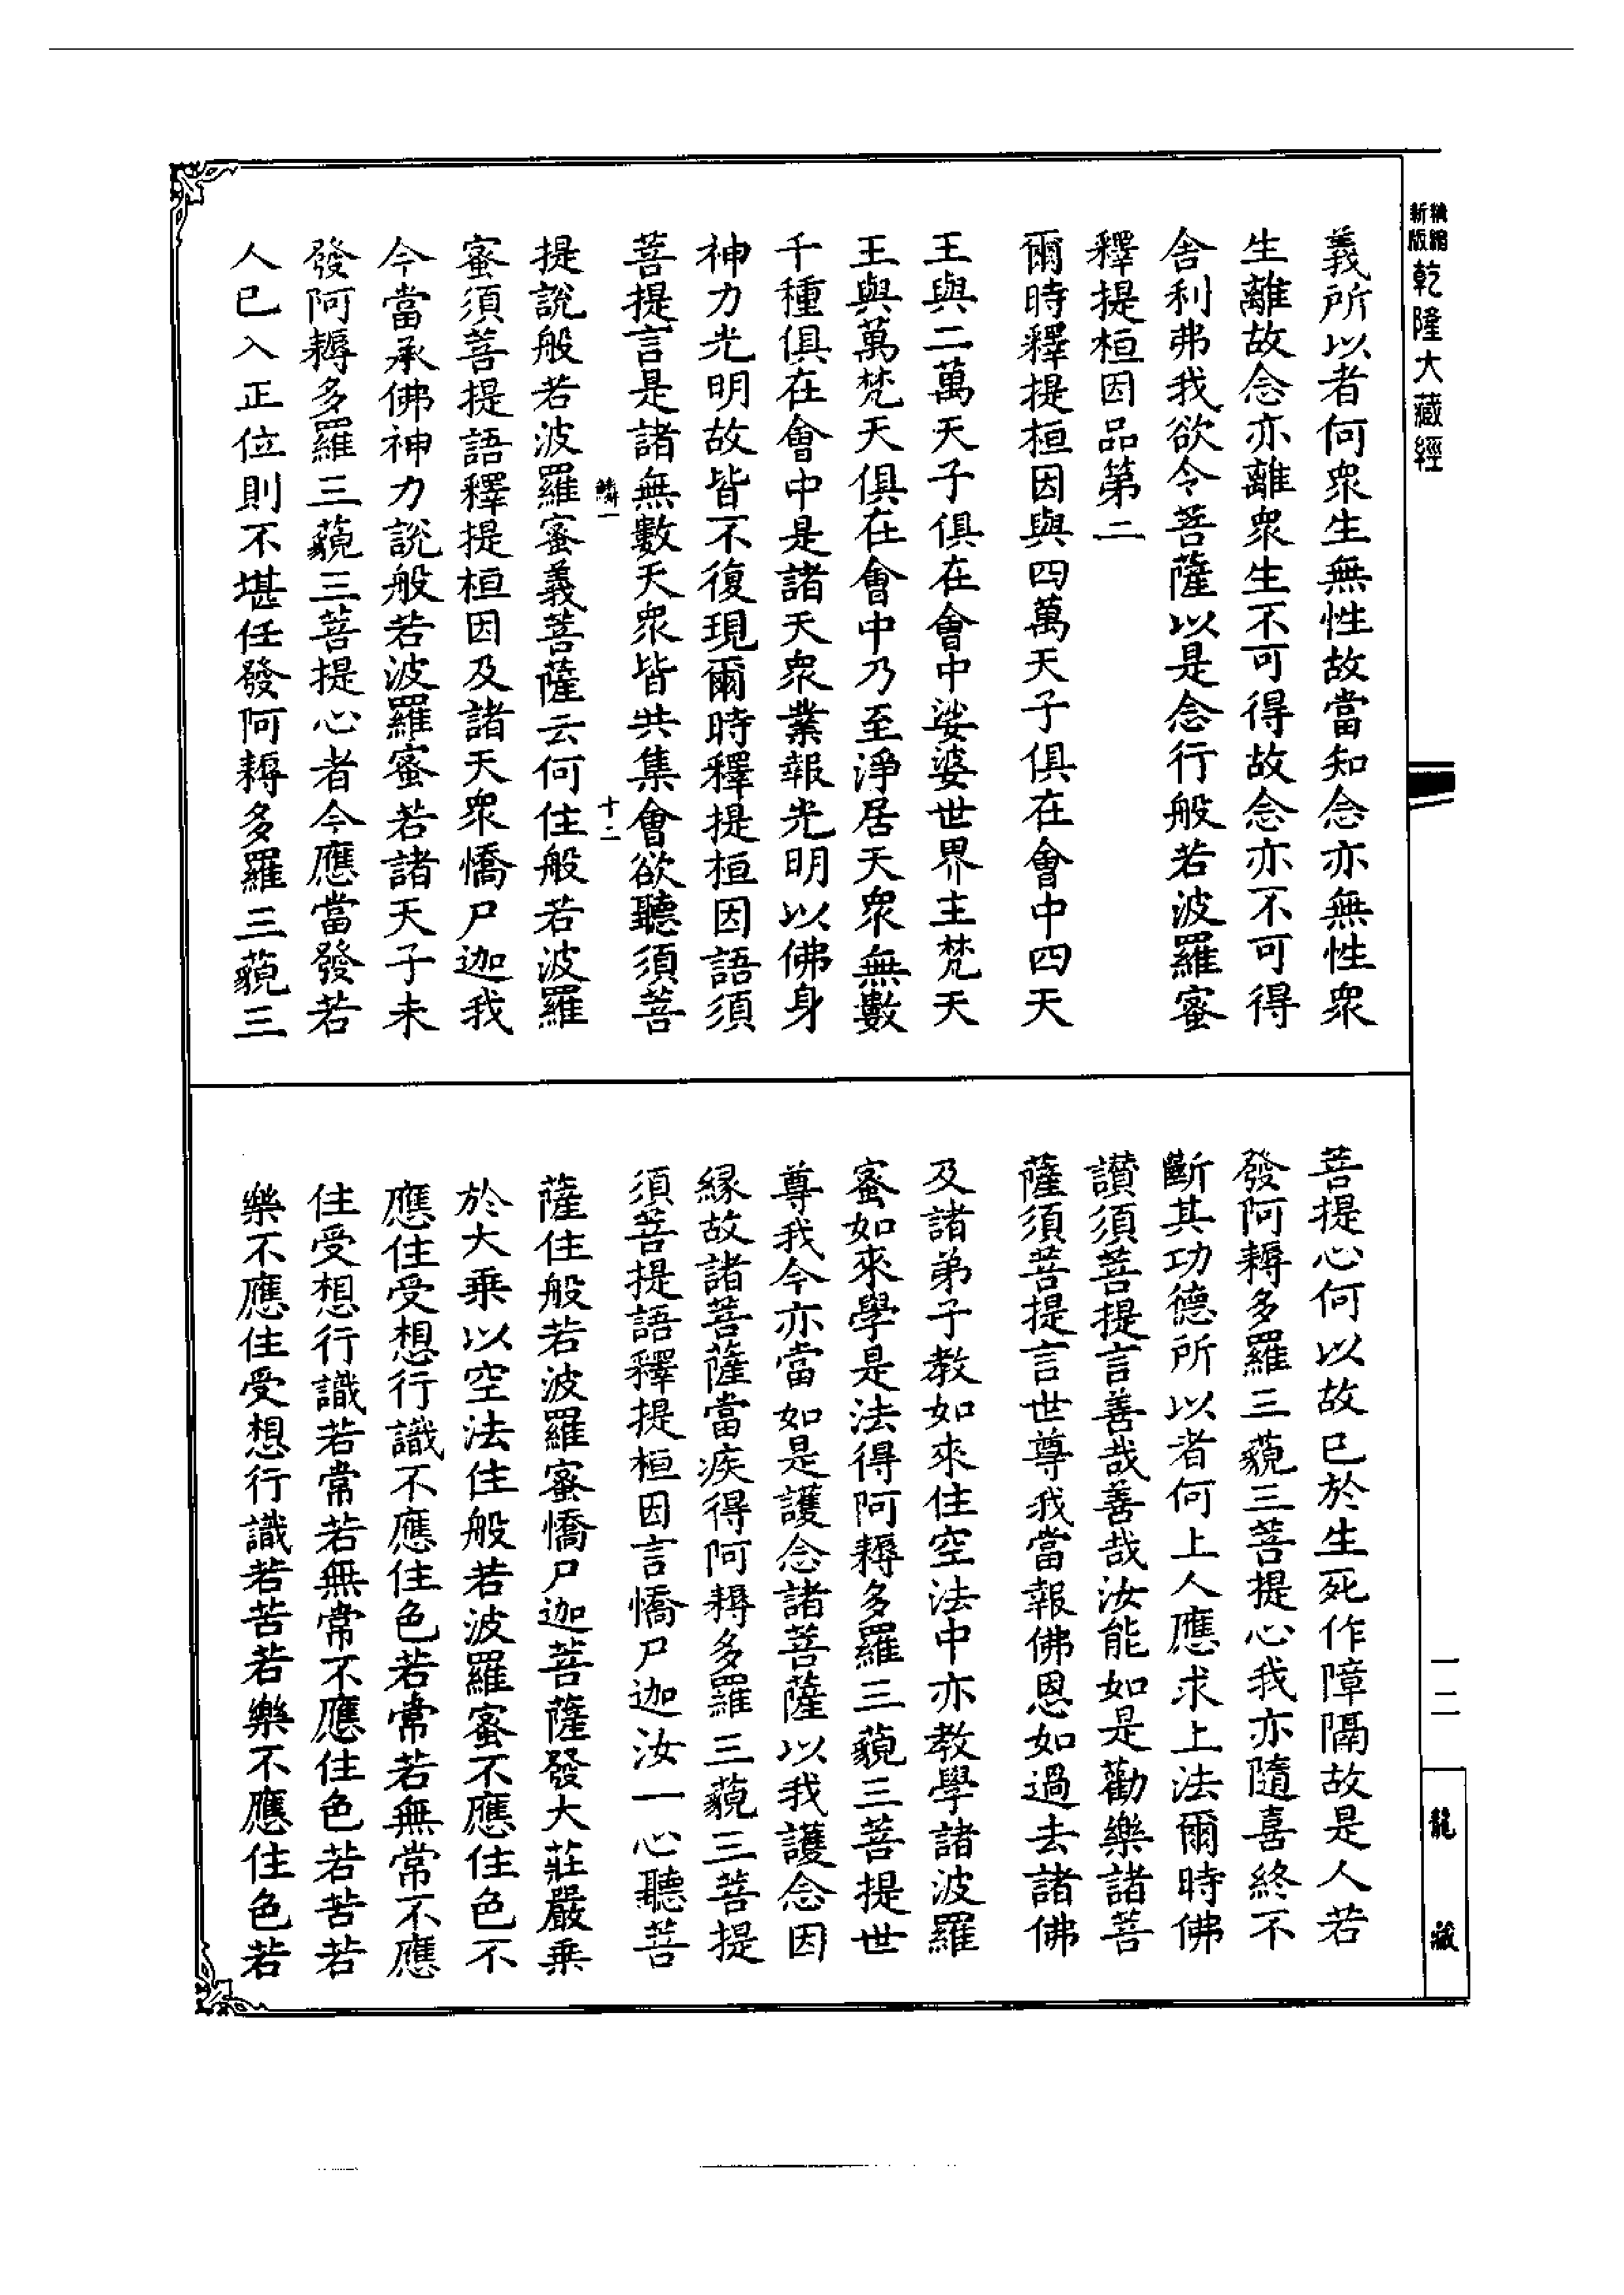 新縮精版
乾隆大藏經
義所以者何眾生無性故當知念亦無性眾
生離故念亦離眾生不可得故念亦不可得
舍利弗我欲令菩薩以是念行般若波羅蜜
釋提桓因品第二
爾時釋提桓因與四萬天子俱在會中四天
王與二萬天子俱在會中娑婆世界主梵天
王與萬梵天俱在會中乃至淨居天眾無數
千種俱在會中是諸天眾業報光明以佛身
神力光明故皆不復現爾時釋提桓因語須
菩提言是諸無數天眾皆共集會欲聽須菩
十二
提說般若波羅蜜義菩薩云何住般若波羅
蜜須菩提語釋提桓因及諸天眾憍尸迦我
今當承佛神力說般若波羅蜜若諸天子未
發阿耨多羅三藐三菩提心者今應當發若
人已入正位則不堪任發阿耨多羅三藐三
菩提心何以故已於生死作障隔故是人若
發阿耨多羅三藐三菩提心我亦隨喜終不
斷其功德所以者何上人應求上法爾時佛
讚須菩提言善哉善哉汝能如是勸樂諸菩
薩須菩提言世尊我當報佛恩如過去諸佛
及諸弟子教如來住空法中亦教學諸波羅
蜜如來學是法得阿耨多羅三藐三菩提世
尊我今亦當如是護念諸菩薩以我護念因
緣故諸菩薩當疾得阿耨多羅三藐三菩提
須菩提語釋提桓因言憍尸迦汝一心聽菩
薩住般若波羅蜜憍尸迦菩薩發大莊嚴乘
於大乘以空法住般若波羅蜜不應住色不
應住受想行識不應住色若常若無常不應
住受想行識若常若無常不應住色若苦若
樂不應住受想行識若苦若樂不應住色若
一二
龍藏